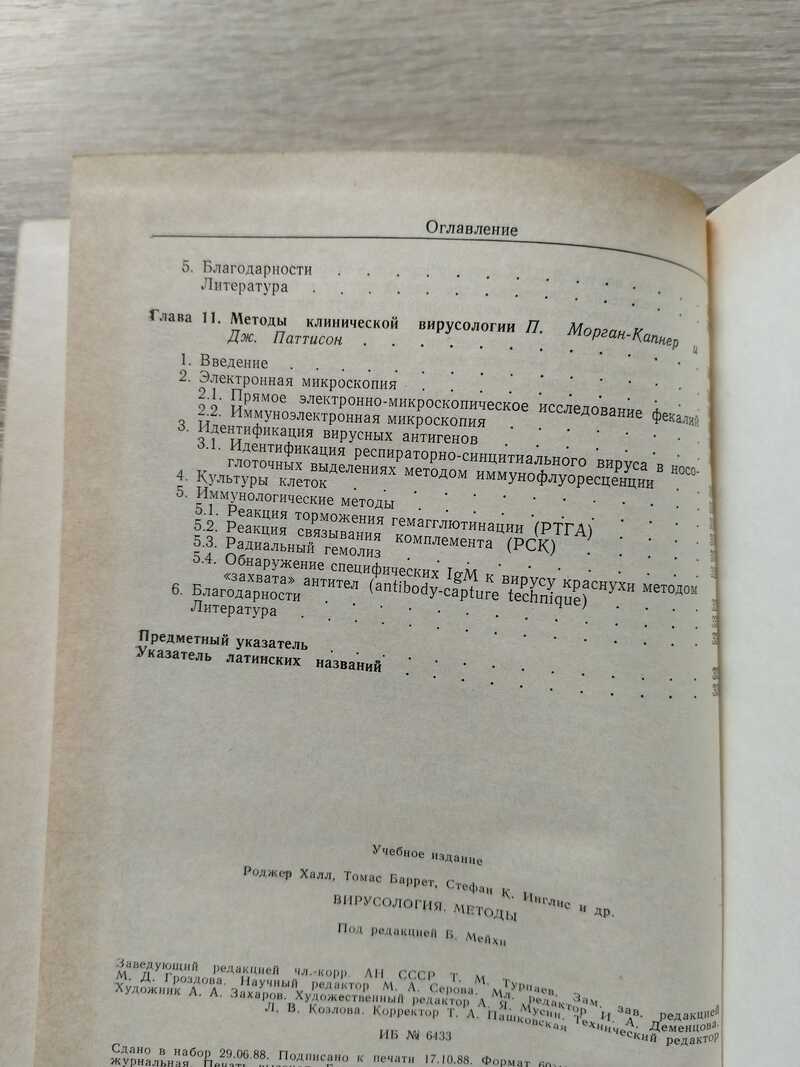 Оглавление
5. Благодарности
Литература
Глава 11. Методы клинической вирусологии П. Морган-Капнер и
Дж. Паттисон
1. Введение
2. Электронная микроскопия
2.1. Прямое электронно-микроскопическое исследование фекалий
2.2. Иммуноэлектронная микроскопия
3. Идентификация вирусных антигенов
3.1. Идентификация респираторно-синцитиального вируса в носо-
глоточных выделениях методом иммунофлуоресценции
4. Культуры клеток
5. Иммунологические методы
5.1. Реакция торможения гемагглютинации (РТГА)
5.2. Реакция связывания комплемента (РСК)
5.3. Радиальный гемолиз
5.4. Обнаружение специфических IgM к вирусу краснухи методом
«захвата» антител (antibody-capture technique)
6. Благодарности
Литература
Предметный указатель
Указатель латинских названий
Учебное издание
Роджер Халл, Томас Баррет, Стефан К. Инглис и др.
ВИРУСОЛОГИЯ. МЕТОДЫ
Под редакцией Б. Мейхи
Заведующий редакцией чл.-корр. АН СССР Т. М. Турпаев. Зам. зав. редакцией
М. Д. Гроздова. Научный редактор М. А. Серова. Мл. редактор И. А. Деменцова.
Художник А. А. Захаров. Художественный редактор А. Я. Мусин. Технический редактор
Л. В. Козлова. Корректор Т. А. Пашковская
ИБ № 6433
Сдано в набор 29.06.88. Подписано к печати 17.10.88. Формат
журнальная. Печать